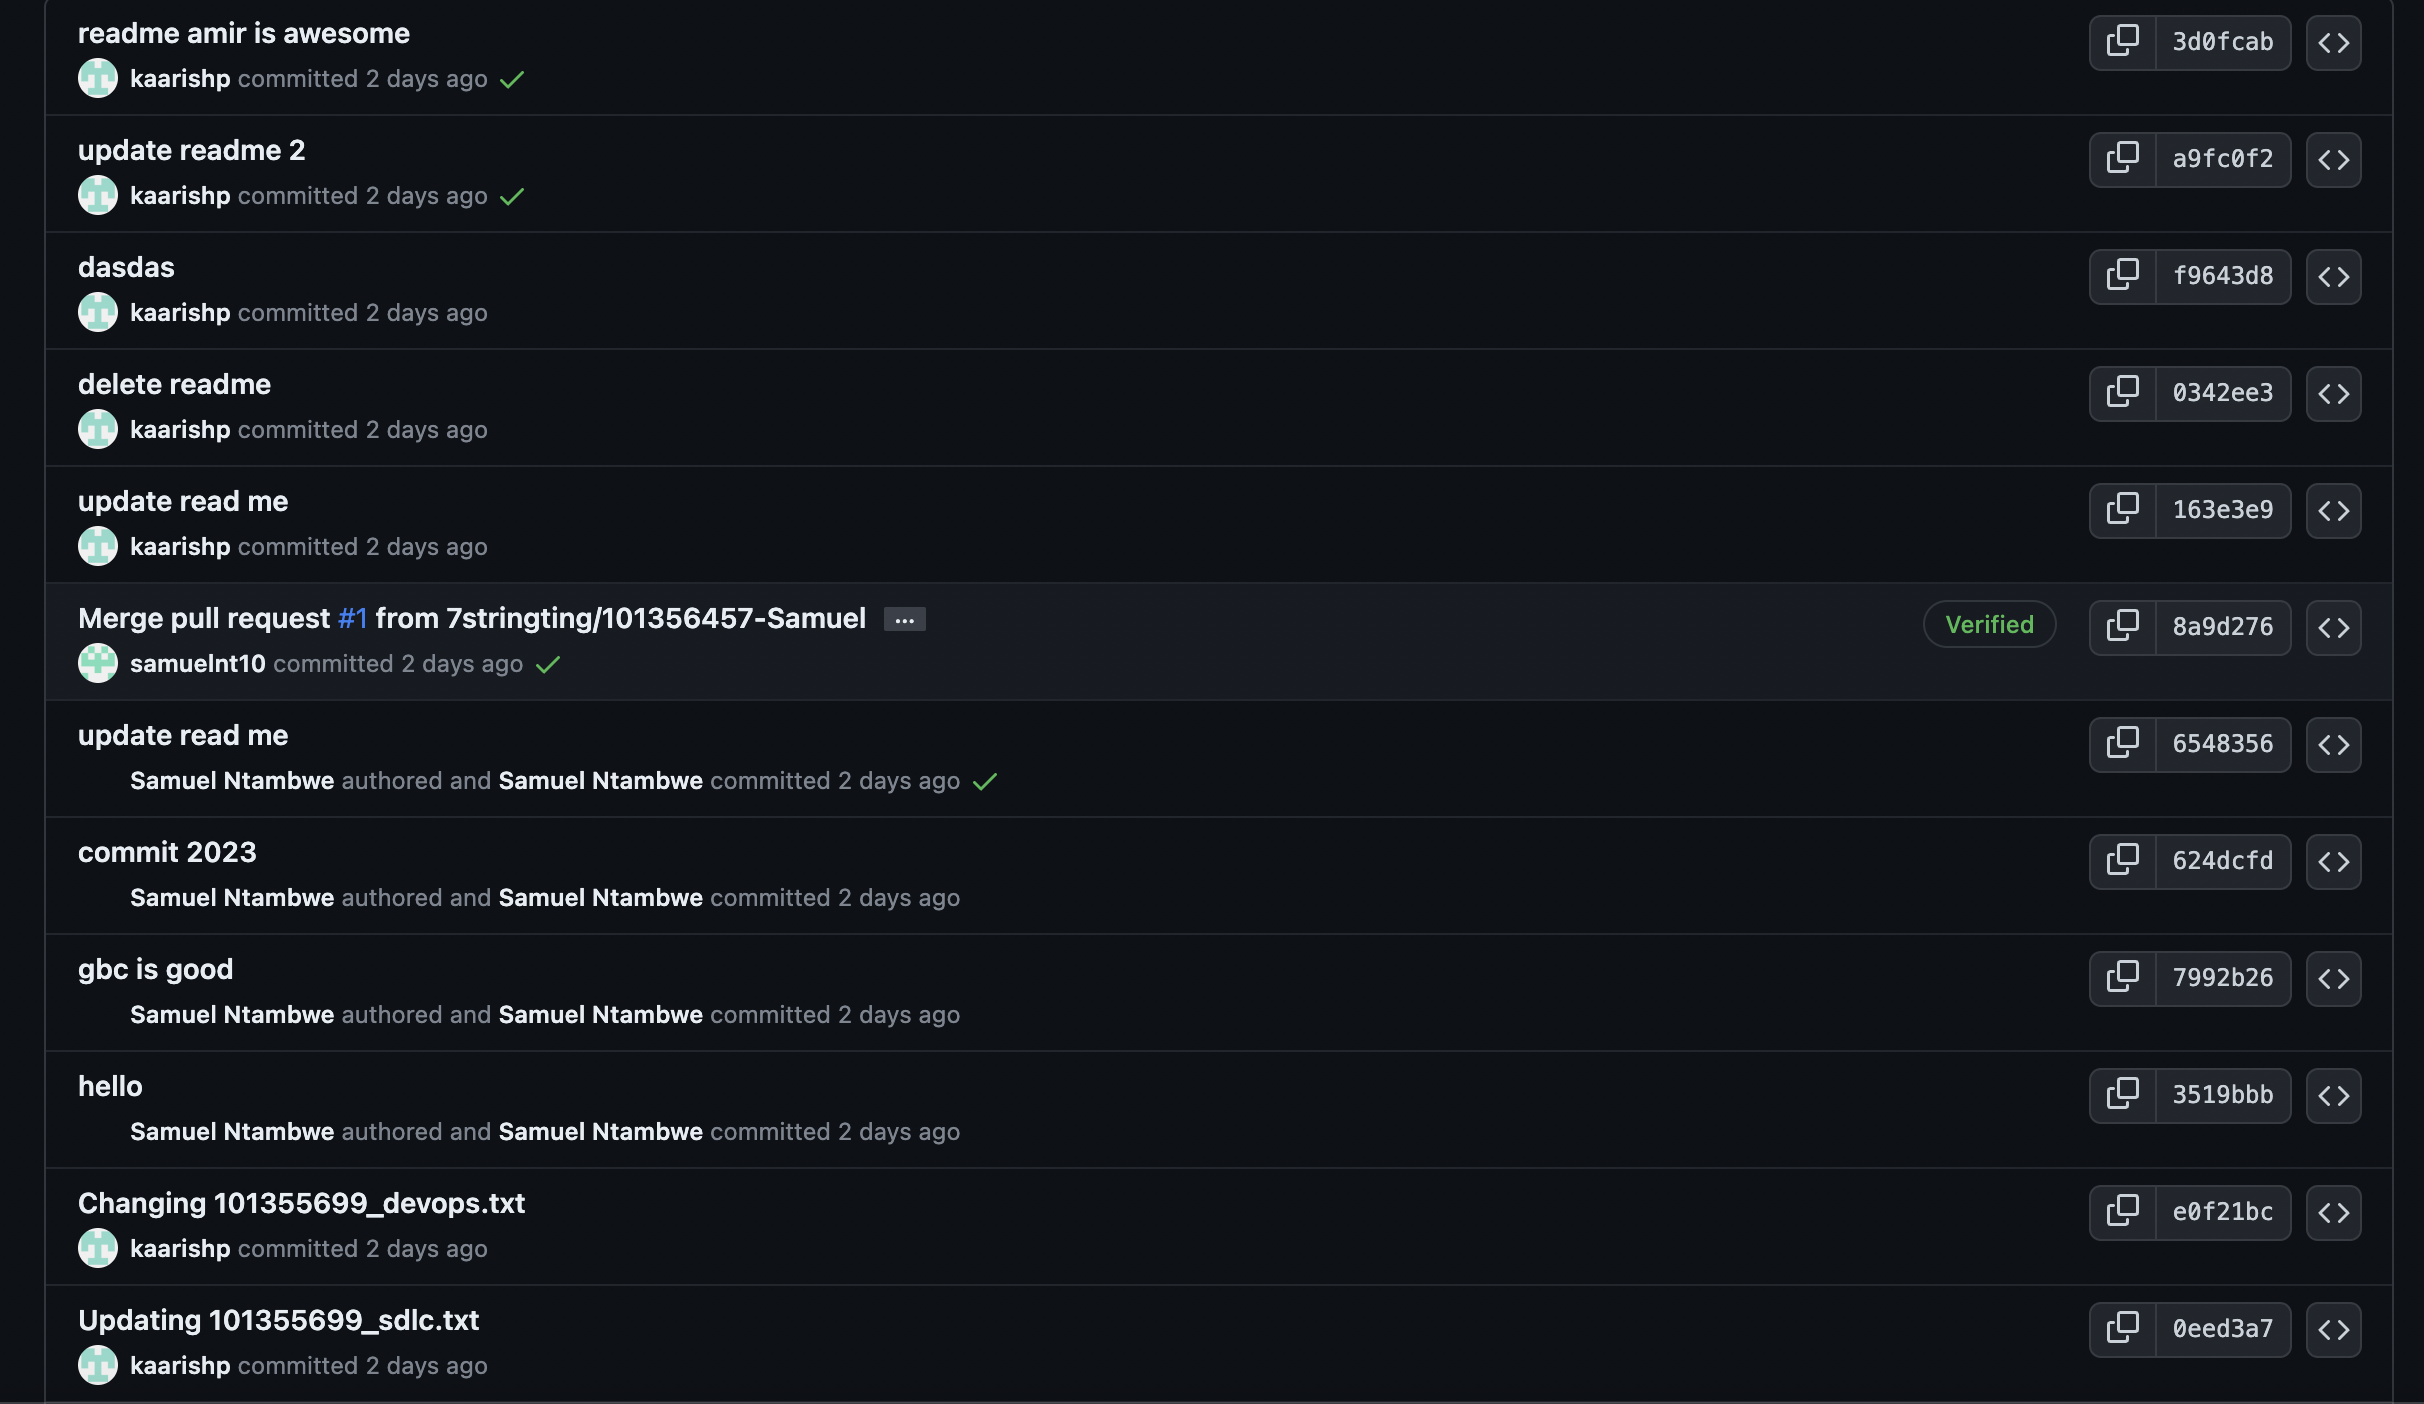 readme amir is awesome
3d0fcab
kaarishp committed 2 days ago
update readme 2
a9fc0f2
kaarishp committed 2 days ago
dasdas
f9643d8
kaarishp committed 2 days ago
delete readme
0342ee3
kaarishp committed 2 days ago
update read me
163e3e9
kaarishp committed 2 days ago
Merge pull request #1 from 7stringting/101356457-Samuel ...
Verified
8a9d276
samuelnt10 committed 2 days ago
update read me
6548356
Samuel Ntambwe authored and Samuel Ntambwe committed 2 days ago
commit 2023
624dcfd
Samuel Ntambwe authored and Samuel Ntambwe committed 2 days ago
gbc is good
7992b26
Samuel Ntambwe authored and Samuel Ntambwe committed 2 days ago
hello
3519bbb
Samuel Ntambwe authored and Samuel Ntambwe committed 2 days ago
Changing 101355699_devops.txt
e0f21bc
kaarishp committed 2 days ago
Updating 101355699_sdlc.txt
0eed3a7
kaarishp committed 2 days ago